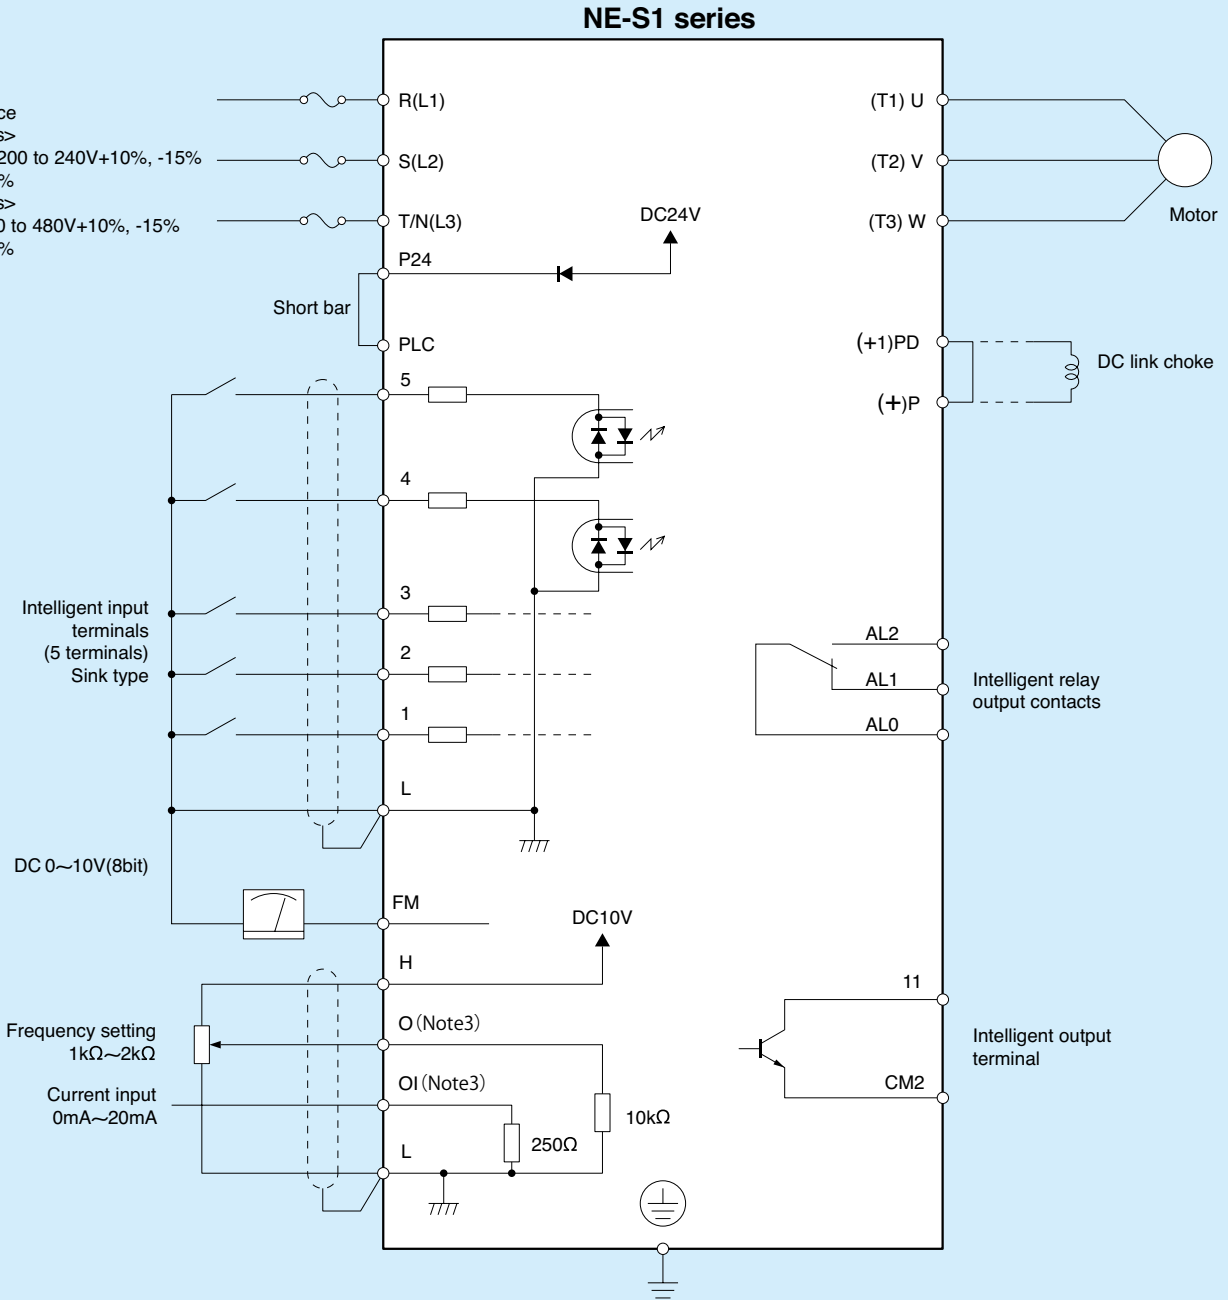 NE-S1 series
ce
s>
200 to 240V+10%, -15%
%
s>
0 to 480V+10%, -15%
%
R(L1)
S(L2)
T/N(L3)
P24
DC24V
Short bar
PLC
(T1) U
(T2) V
(T3) W
Motor
(+1)PD
(+)P
DC link choke
5
4
3
2
1
L
Intelligent input
terminals
(5 terminals)
Sink type
AL2
AL1
AL0
Intelligent relay
output contacts
DC 0～10V(8bit)
FM
DC10V
H
O（Note3）
OI（Note3）
L
Frequency setting
1kΩ～2kΩ
Current input
0mA～20mA
10kΩ
250Ω
11
CM2
Intelligent output
terminal